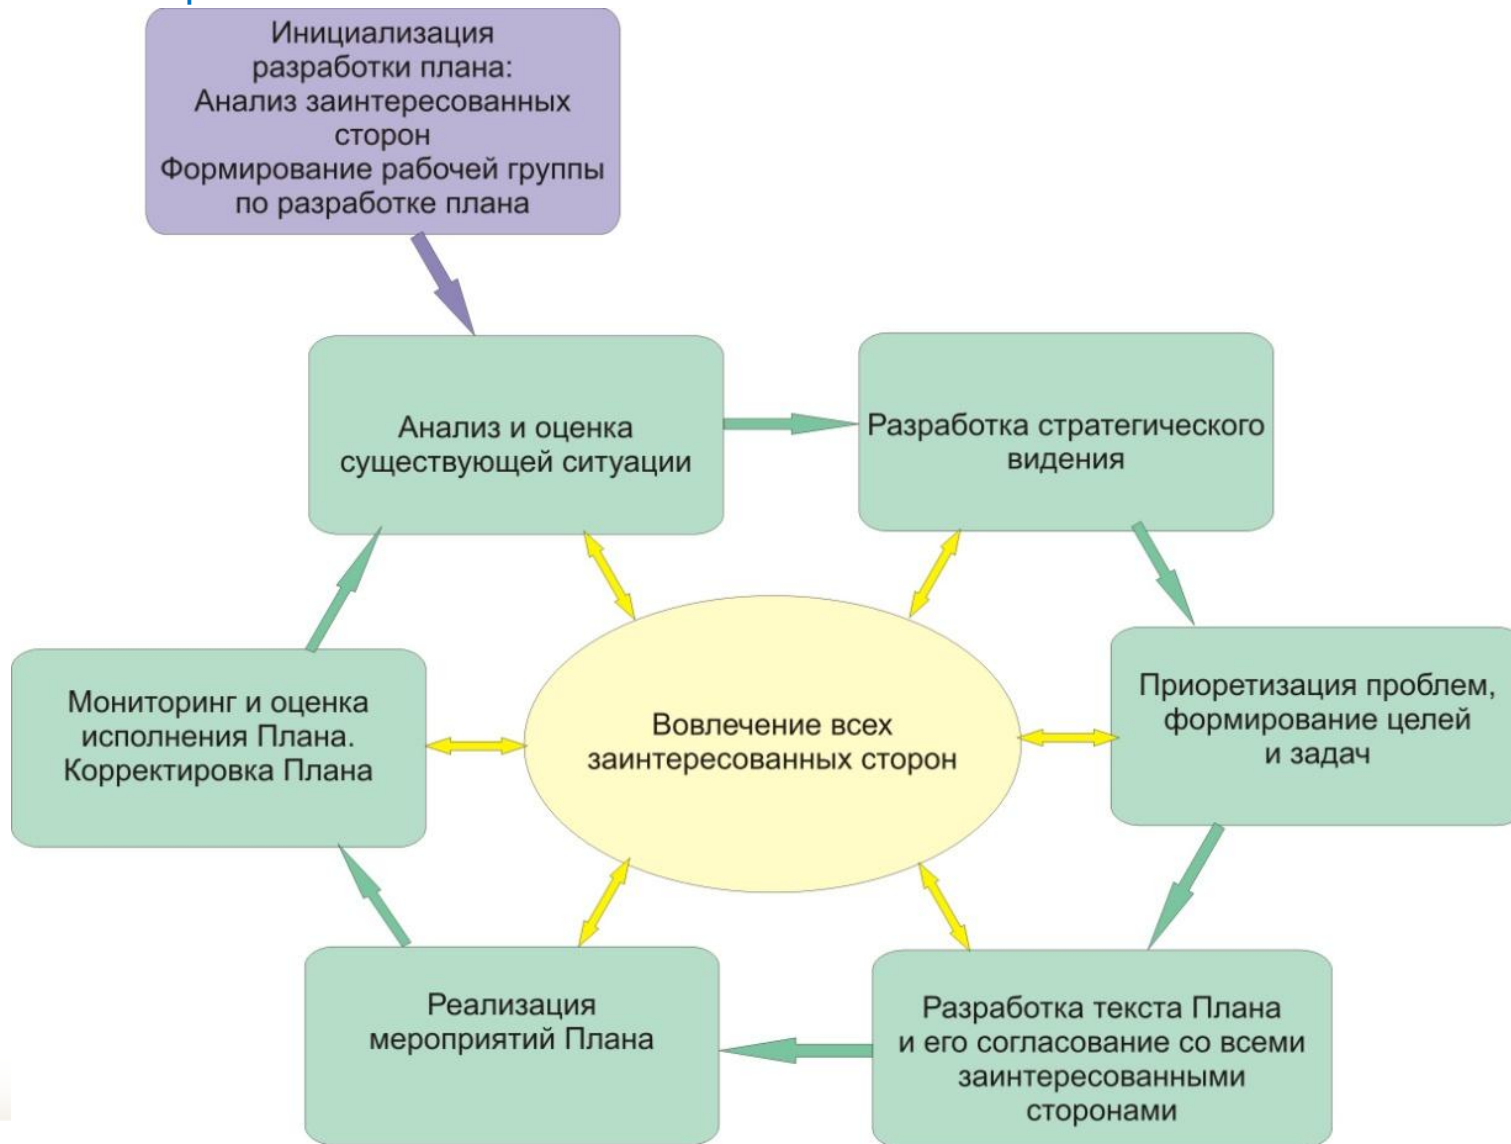 Инициализация
разработки плана:
Анализ заинтересованных
сторон
Формирование рабочей группы
по разработке плана
Анализ и оценка
существующей ситуации
Разработка стратегического
видения
Приоретизация проблем,
формирование целей
и задач
Вовлечение всех
заинтересованных сторон
Мониторинг и оценка
исполнения Плана.
Корректировка Плана
Реализация
мероприятий Плана
Разработка текста Плана
и его согласование со всеми
заинтересованными
сторонами